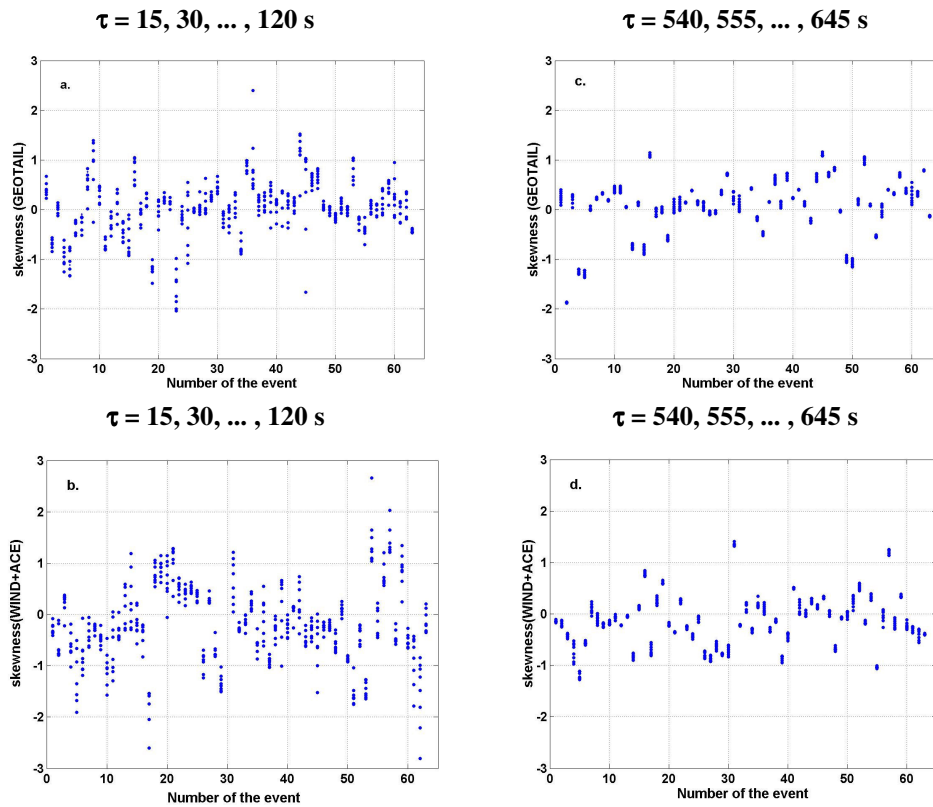 τ = 15, 30, ... , 120 s
τ = 540, 555, ... , 645 s
3
2
1
0
-1
-2
-3
a.
skewness (GEOTAIL)
0 10 20 30 40 50 60
Number of the event
3
2
1
0
-1
-2
-3
c.
skewness (GEOTAIL)
0 10 20 30 40 50 60
Number of the event
τ = 15, 30, ... , 120 s
τ = 540, 555, ... , 645 s
3
2
1
0
-1
-2
-3
b.
skewness(WIND+ACE)
0 10 20 30 40 50 60
Number of the event
3
2
1
0
-1
-2
-3
d.
skewness(WIND+ACE)
0 10 20 30 40 50 60
Number of the event